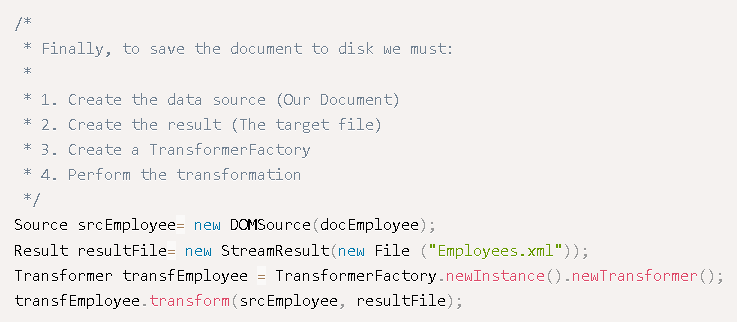 /*
 * Finally, to save the document to disk we must:
 *
 * 1. Create the data source (Our Document)
 * 2. Create the result (The target file)
 * 3. Create a TransformerFactory
 * 4. Perform the transformation
 */
Source srcEmployee= new DOMSource(docEmployee);
Result resultFile= new StreamResult(new File ("Employees.xml"));
Transformer transfEmployee = TransformerFactory.newInstance().newTransformer();
transfEmployee.transform(srcEmployee, resultFile);